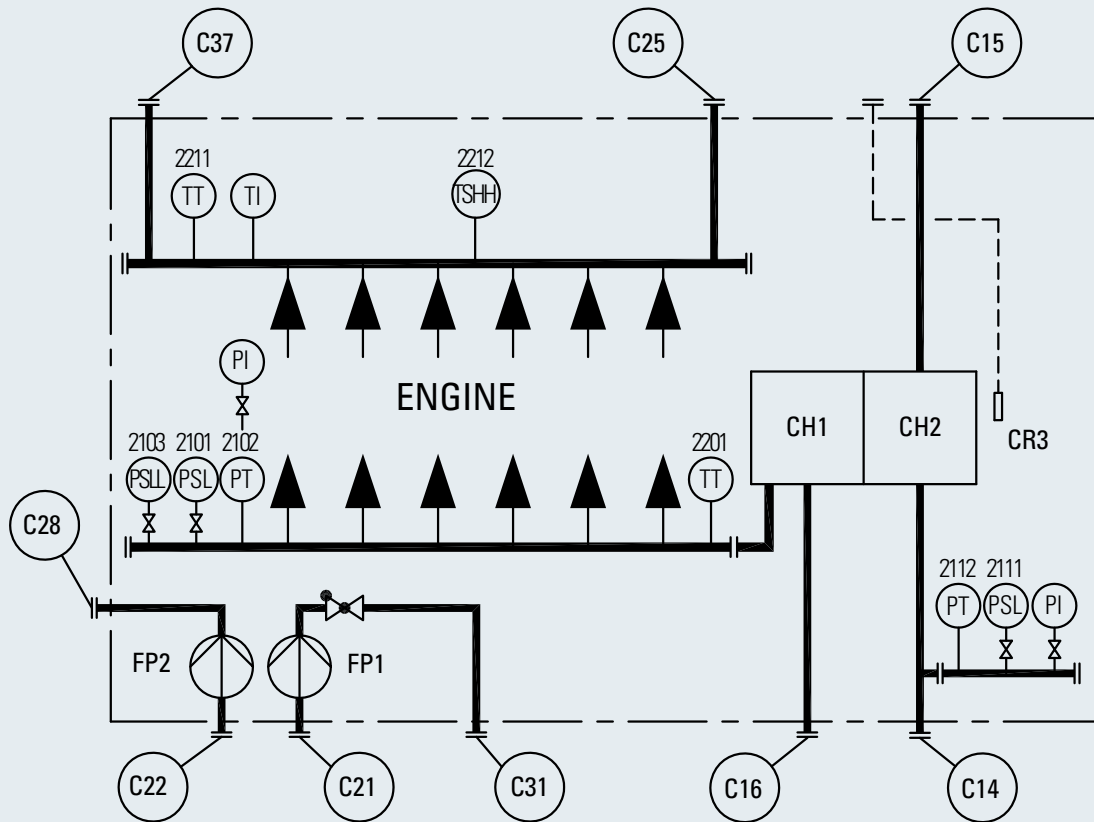 C37
C25
C15
2211
TT
TI
2212
TSHH
PI
ENGINE
CH1
CH2
CR3
2103
PSLL
2101
PSL
2102
PT
2201
TT
C28
2112
PT
2111
PSL
PI
FP2
FP1
C22
C21
C31
C16
C14